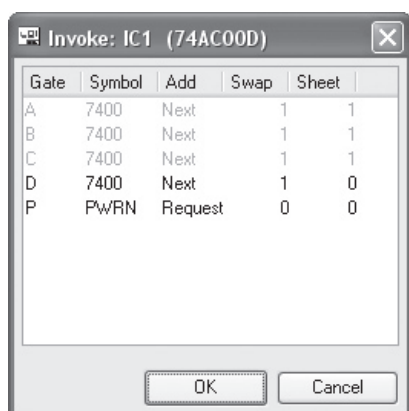 Invoke: IC1 (74AC00D)
Gate Symbol Add Swap Sheet
A 7400 Next 1 1
B 7400 Next 1 1
C 7400 Next 1 1
D 7400 Next 1 0
P PWRN Request 0 0
OK Cancel